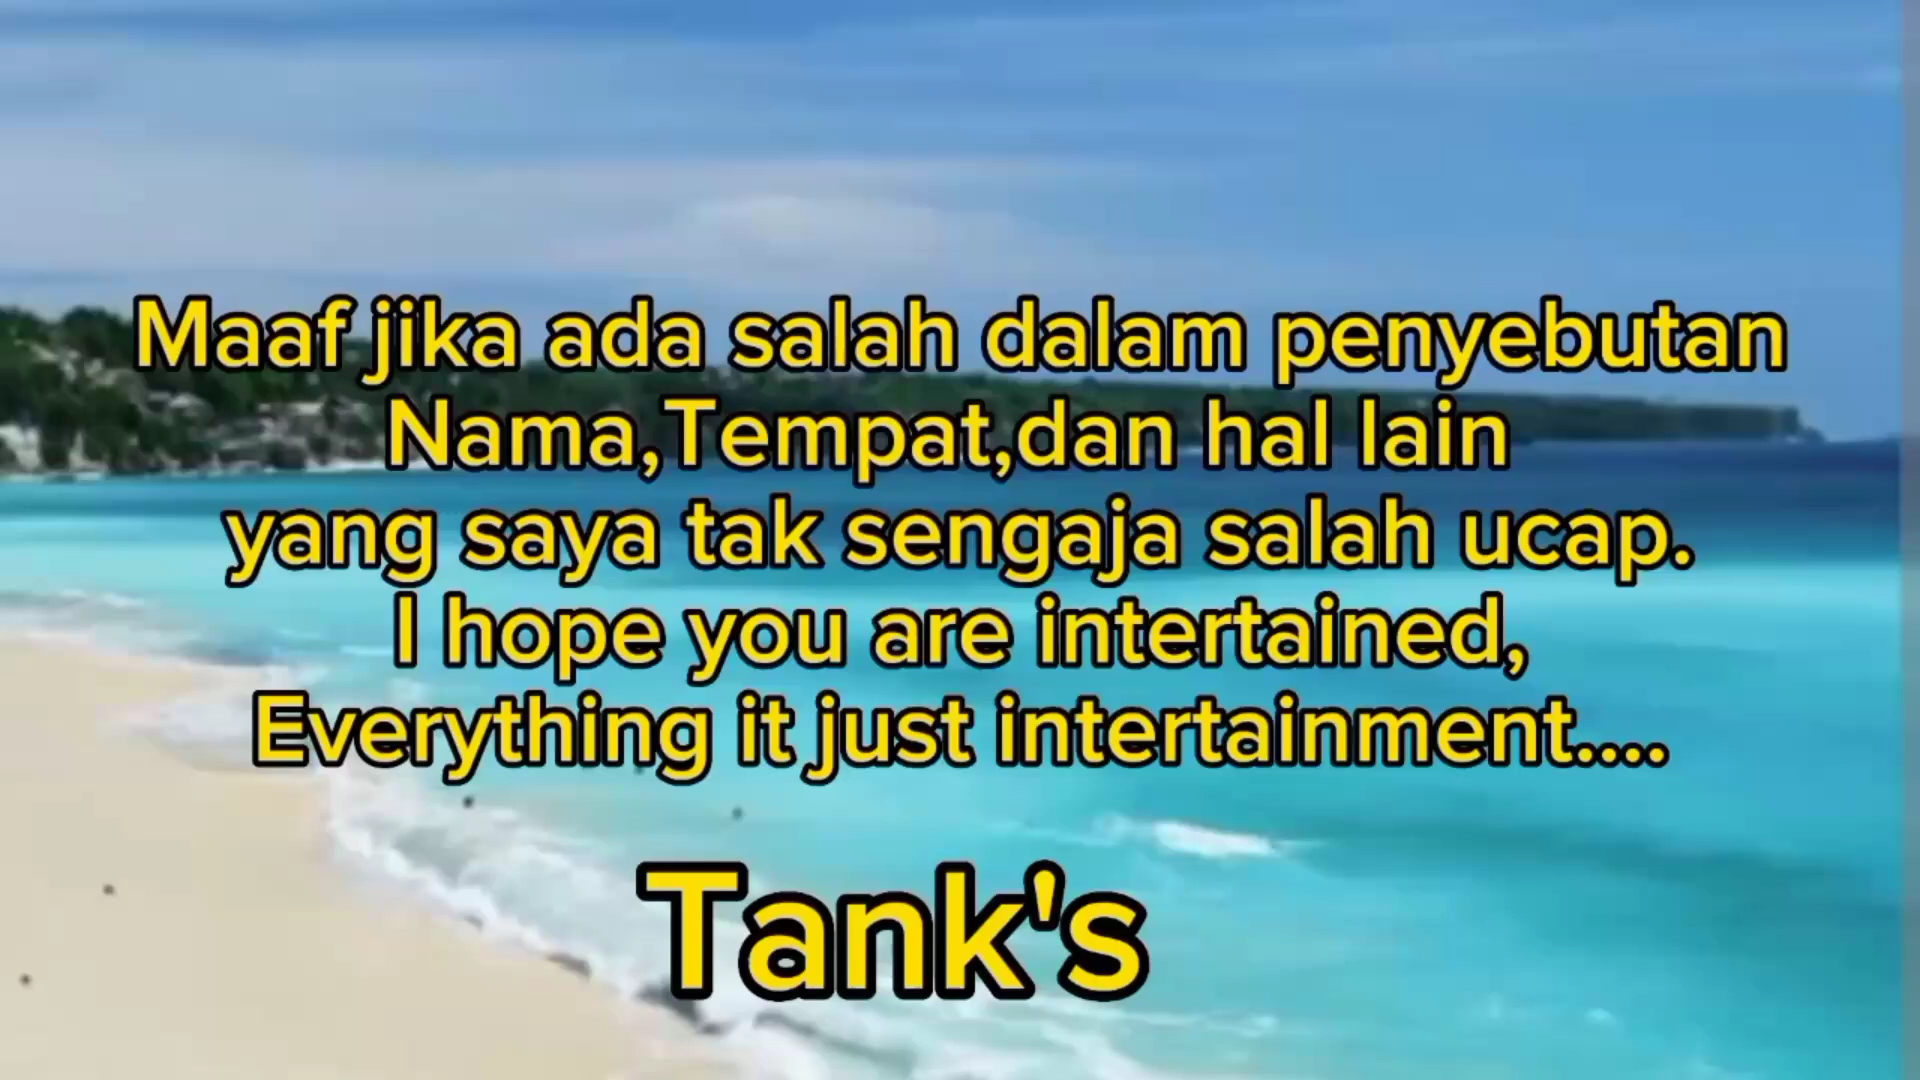 Maaf jika ada salah dalam penyebutan
Nama,Tempat,dan hal lain
yang saya tak sengaja salah ucap.
I hope you are intertained,
Everything it just intertainment....
Tank's